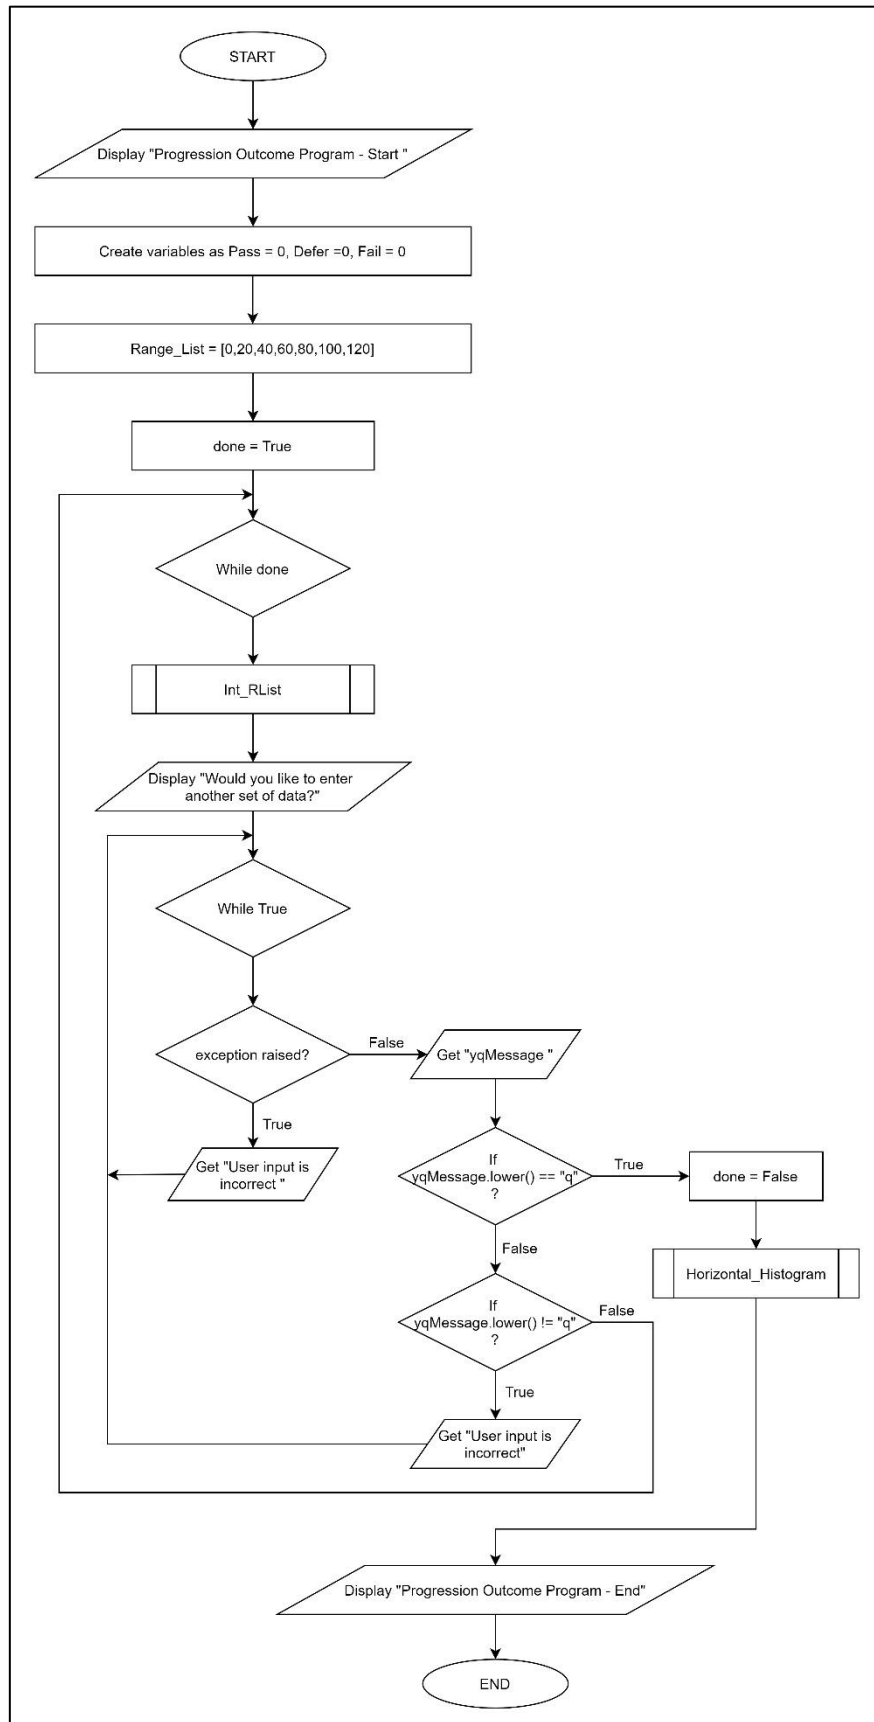 START
Display "Progression Outcome Program - Start "
Create variables as Pass = 0, Defer =0, Fail = 0
Range_List = [0,20,40,60,80,100,120]
done = True
While done
Int_RList
Display "Would you like to enter
another set of data?"
While True
exception raised?
False
Get "yqMessage "
True
Get "User input is
incorrect "
If
yqMessage.lower() == "q"
?
True
done = False
False
Horizontal_Histogram
If
yqMessage.lower() != "q"
?
False
True
Get "User input is
incorrect"
Display "Progression Outcome Program - End"
END